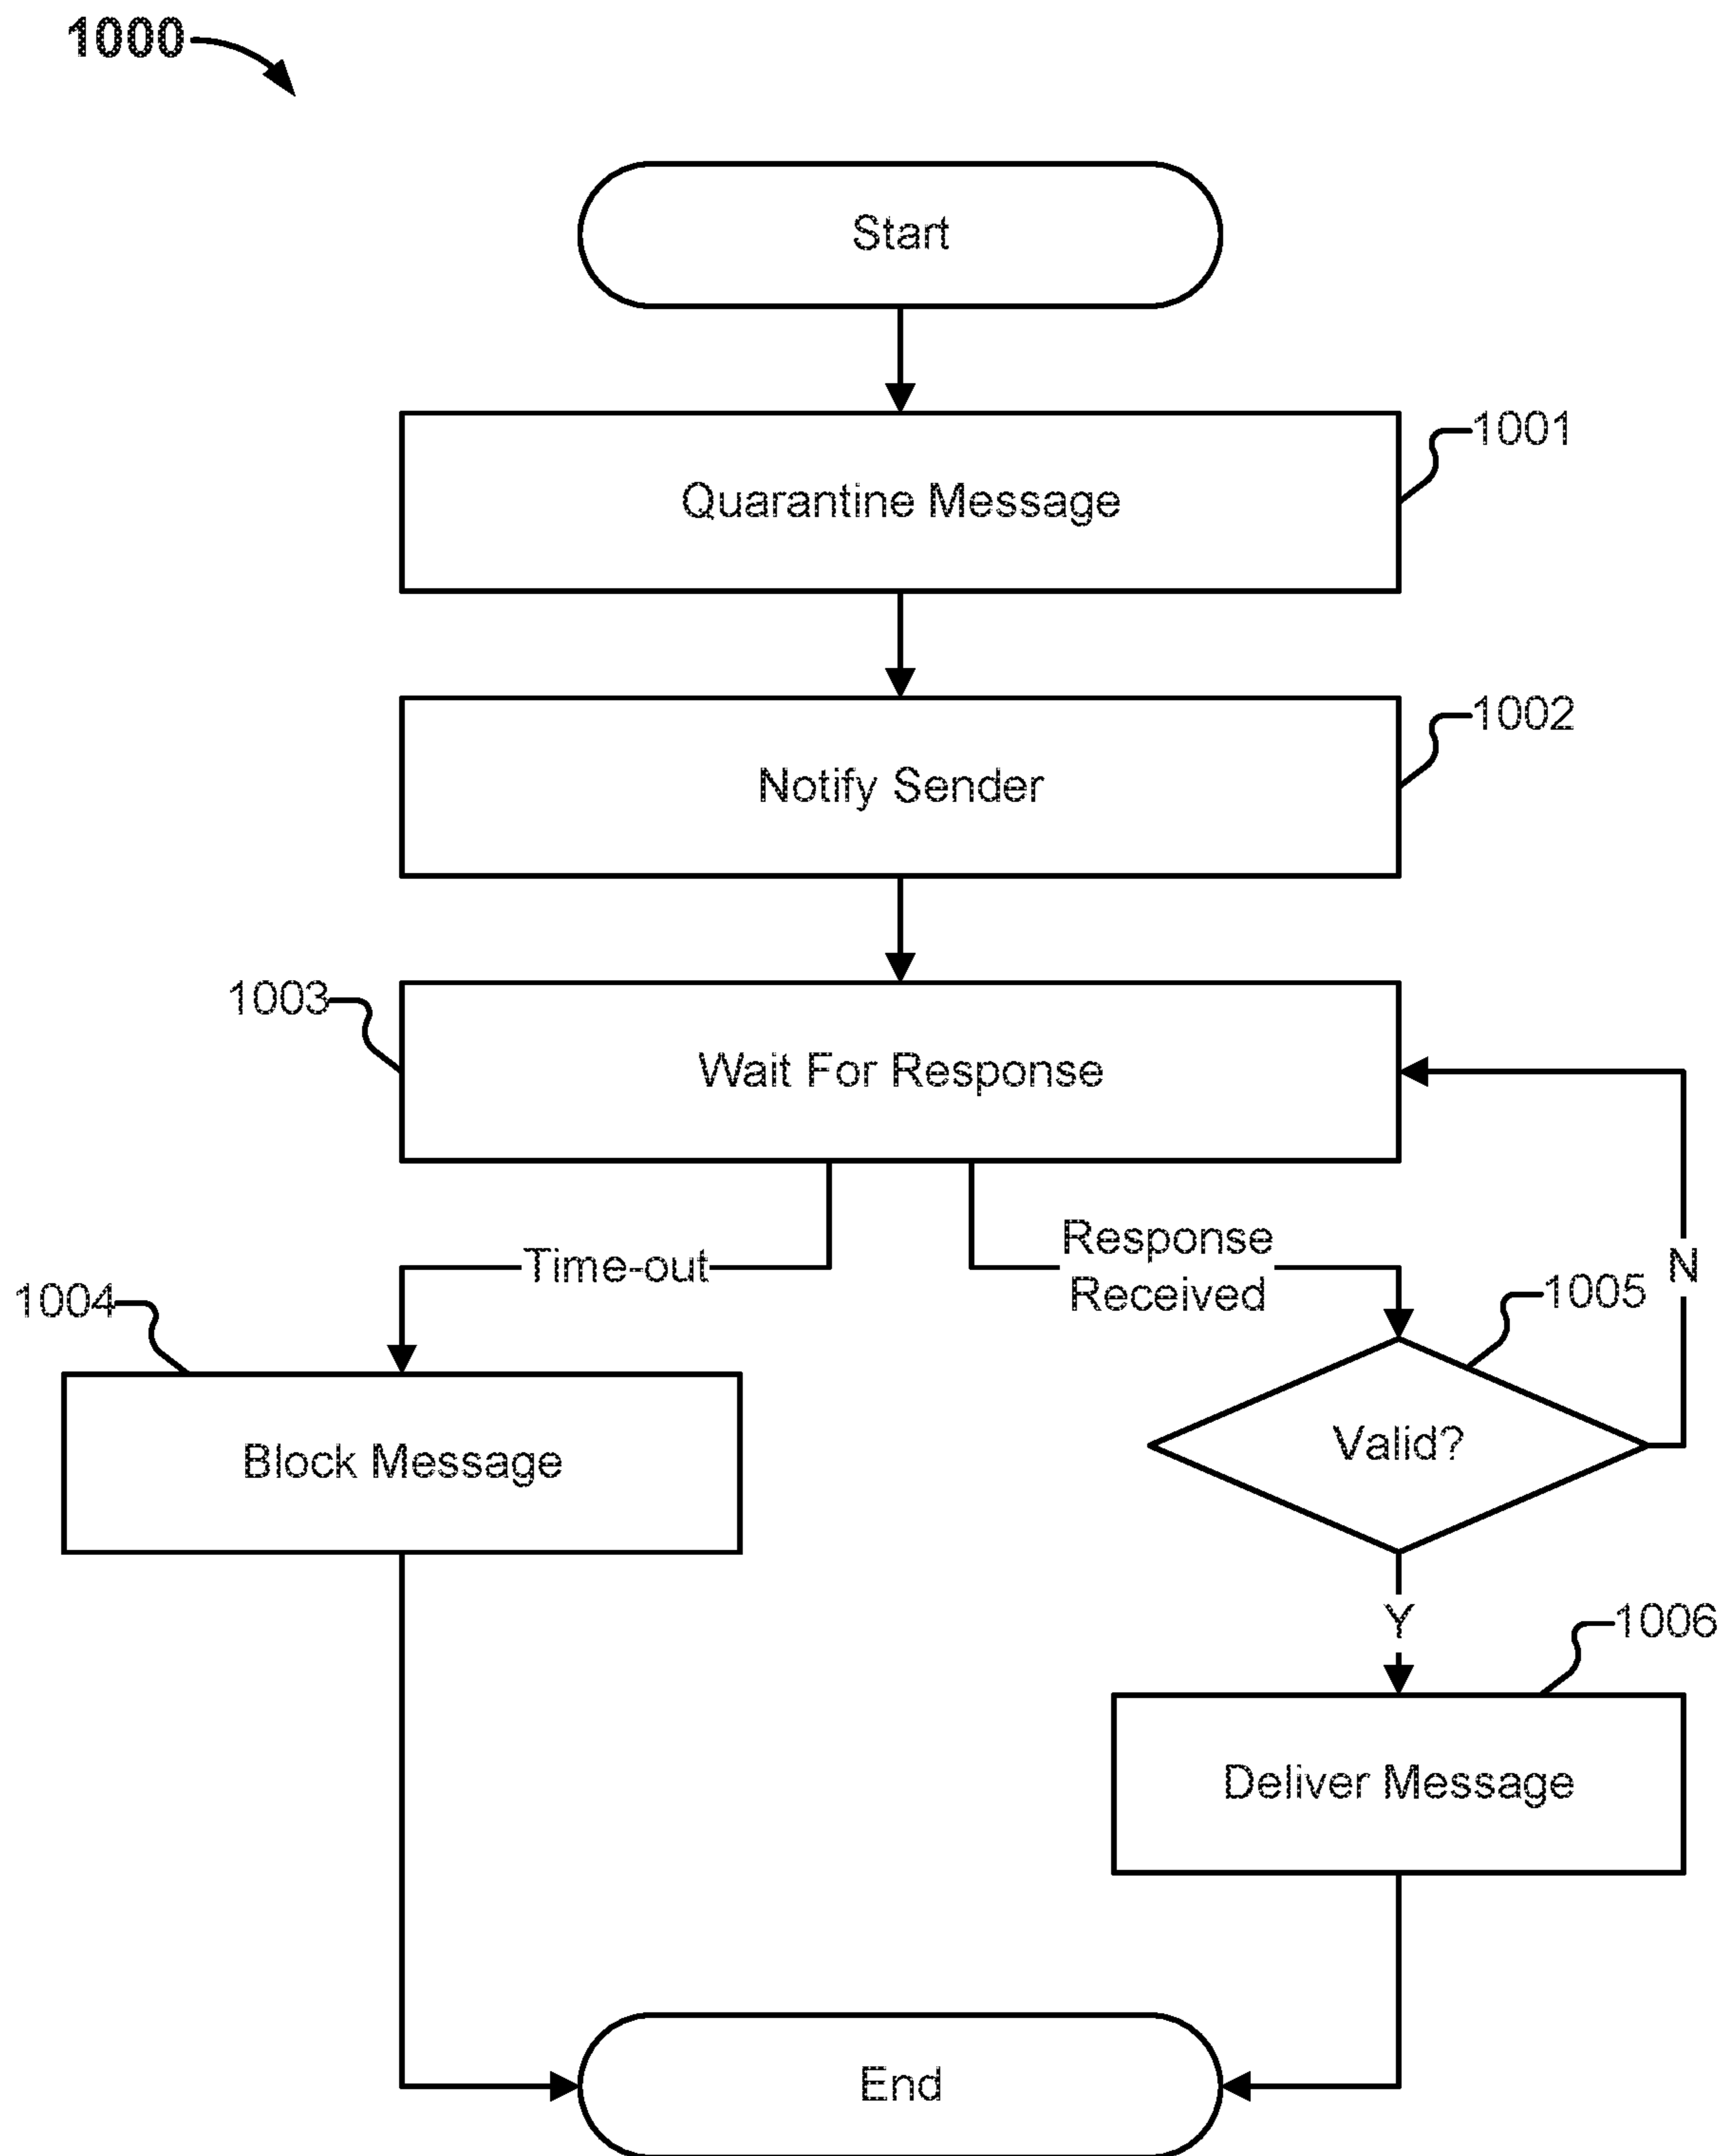 1000
Start
1001
Quarantine Message
1002
Notify Sender
1003
Wait For Response
Time-out
Response
Received
N
1004
1005
Block Message
Valid?
Y
1006
Deliver Message
End